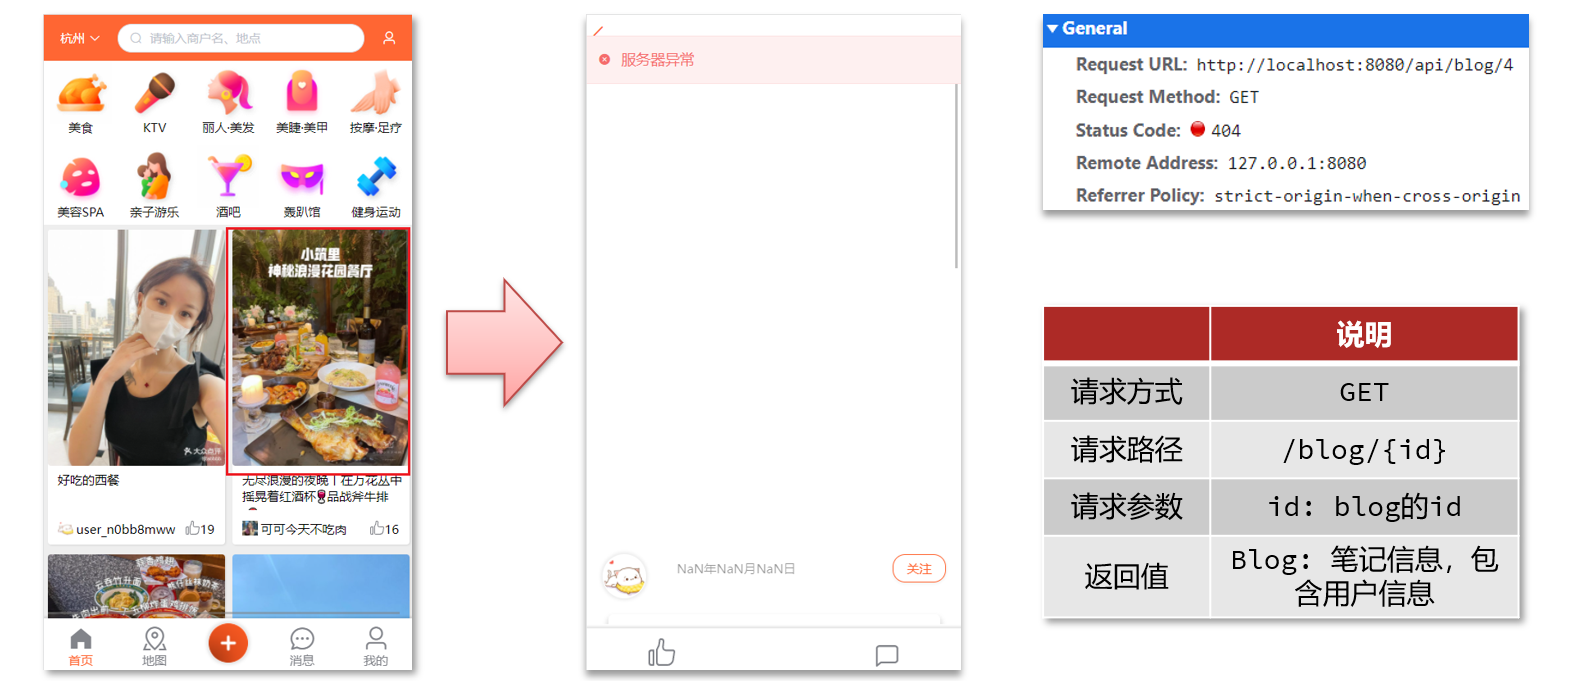 杭州
请输入商户名、地点
美食
KTV
丽人·美发
美睫·美甲
按摩·足疗
美容SPA
亲子游乐
酒吧
轰趴馆
健身运动
小筑里
神秘浪漫花园餐厅
大众点评
好吃的西餐
无尽浪漫的夜晚丨在万花丛中
摇晃着红酒杯🍷品战斧牛排
user_n0bb8mww
19
可可今天不吃肉
16
首页
地图
消息
我的
服务器异常
NaN年NaN月NaN日
关注
General
Request URL: http://localhost:8080/api/blog/4
Request Method: GET
Status Code: 404
Remote Address: 127.0.0.1:8080
Referrer Policy: strict-origin-when-cross-origin
说明
请求方式 GET
请求路径 /blog/{id}
请求参数 id: blog的id
返回值 Blog: 笔记信息, 包
含用户信息